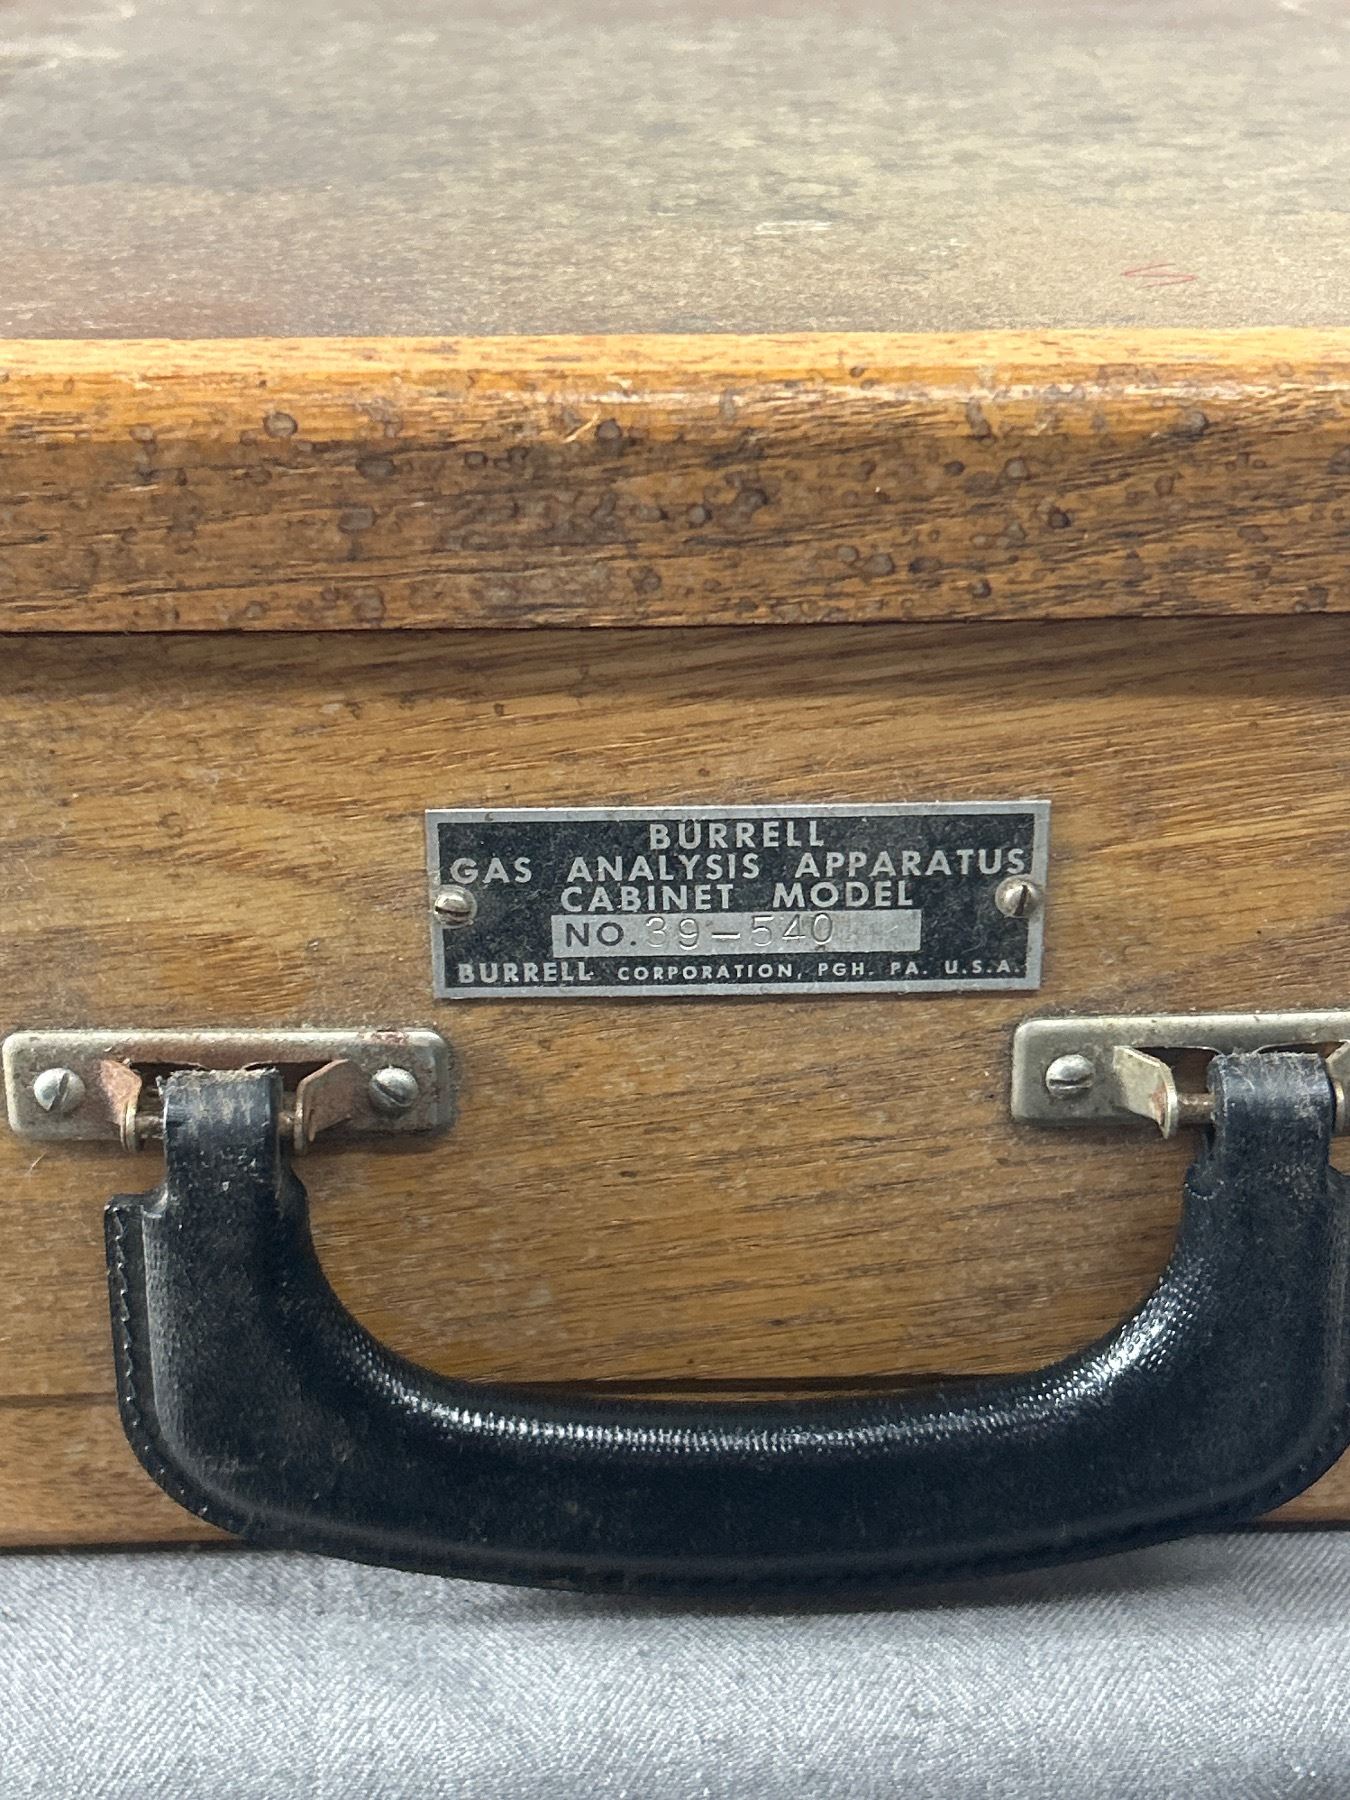 BURRELL
GAS ANALYSIS APPARATUS
CABINET MODEL
NO. 39-540
BURRELL CORPORATION, PGH. PA. U.S.A.